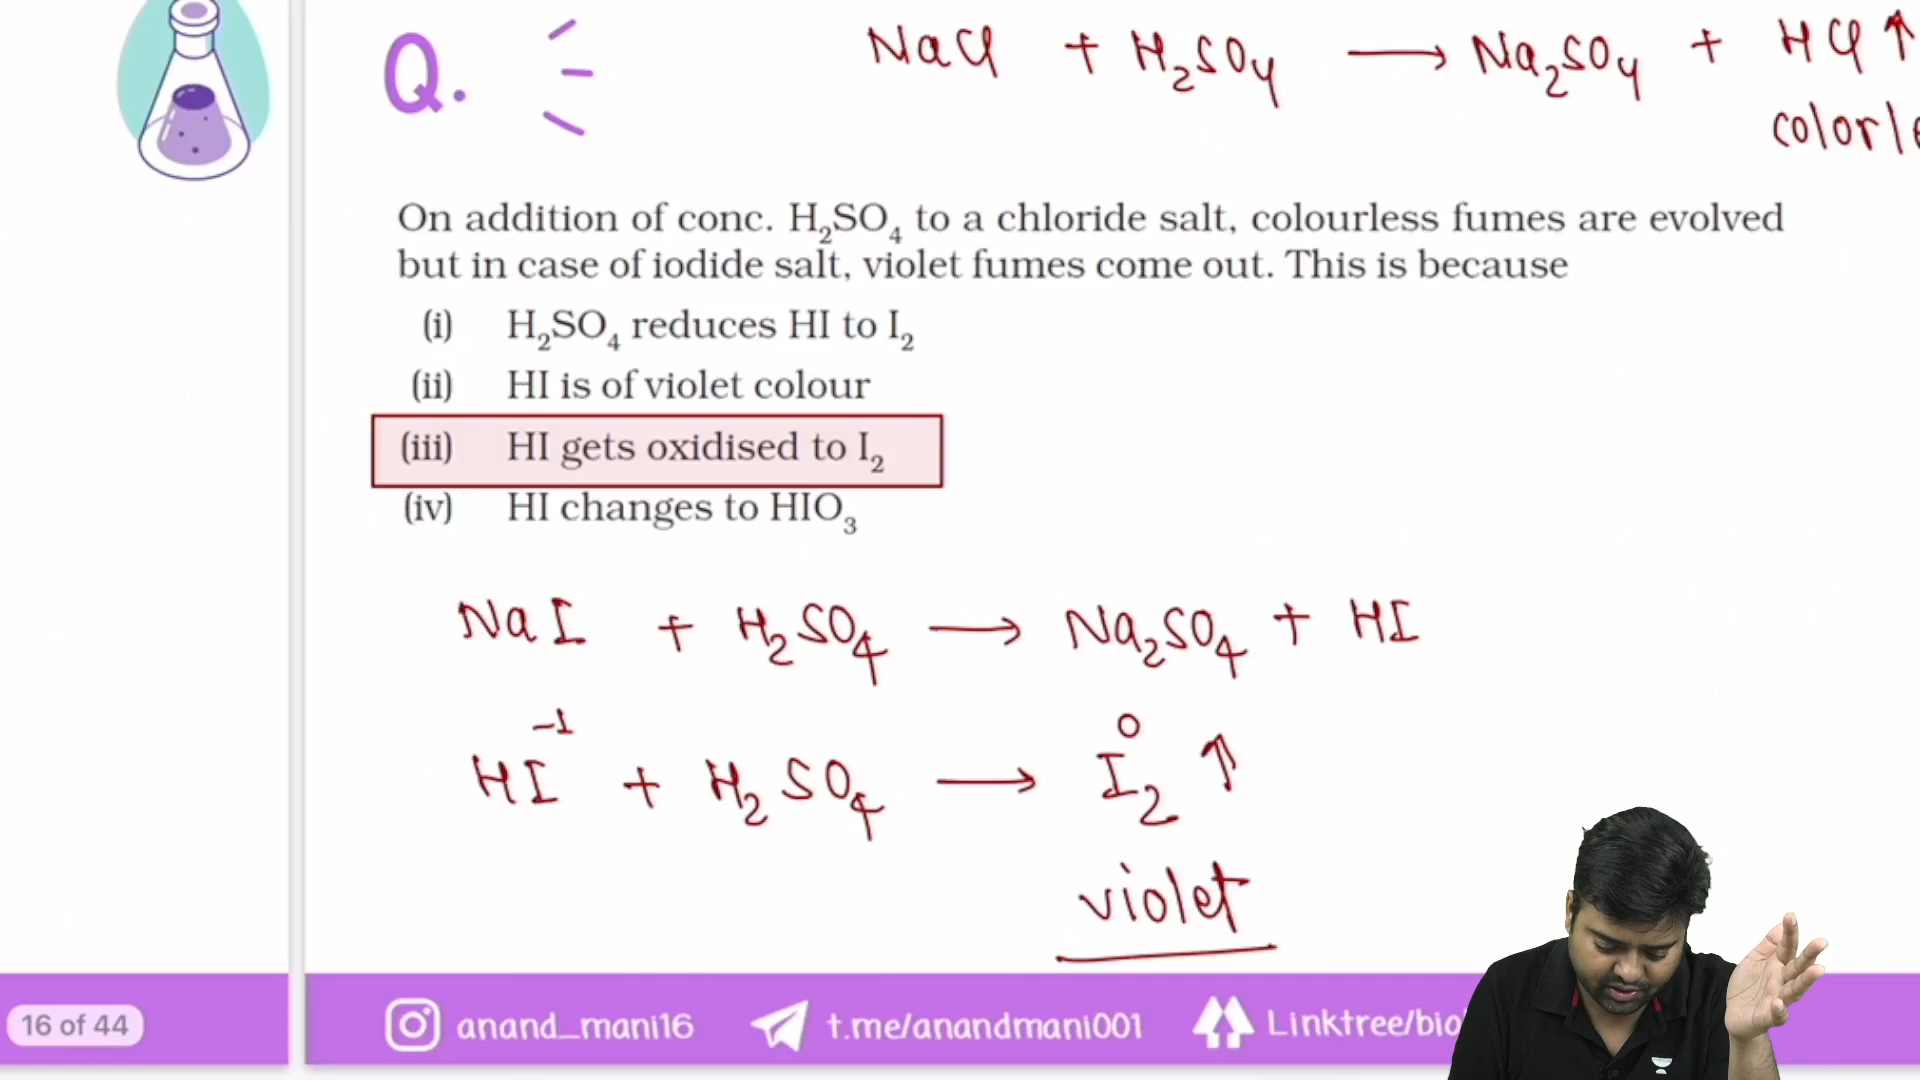 Q.
NaCl + H₂SO₄ ⟶ Na₂SO₄ + HCl ↑
On addition of conc. H₂SO₄ to a chloride salt, colourless fumes are evolved
but in case of iodide salt, violet fumes come out. This is because
(i) H₂SO₄ reduces HI to I₂
(ii) HI is of violet colour
(iii) HI gets oxidised to I₂
(iv) HI changes to HIO₃
NaI + H₂SO₄ ⟶ Na₂SO₄ + HI
-1 0
HI + H₂SO₄ ⟶ I₂ ↑
violet
16 of 44
anand_mani16
t.me/anandmani001